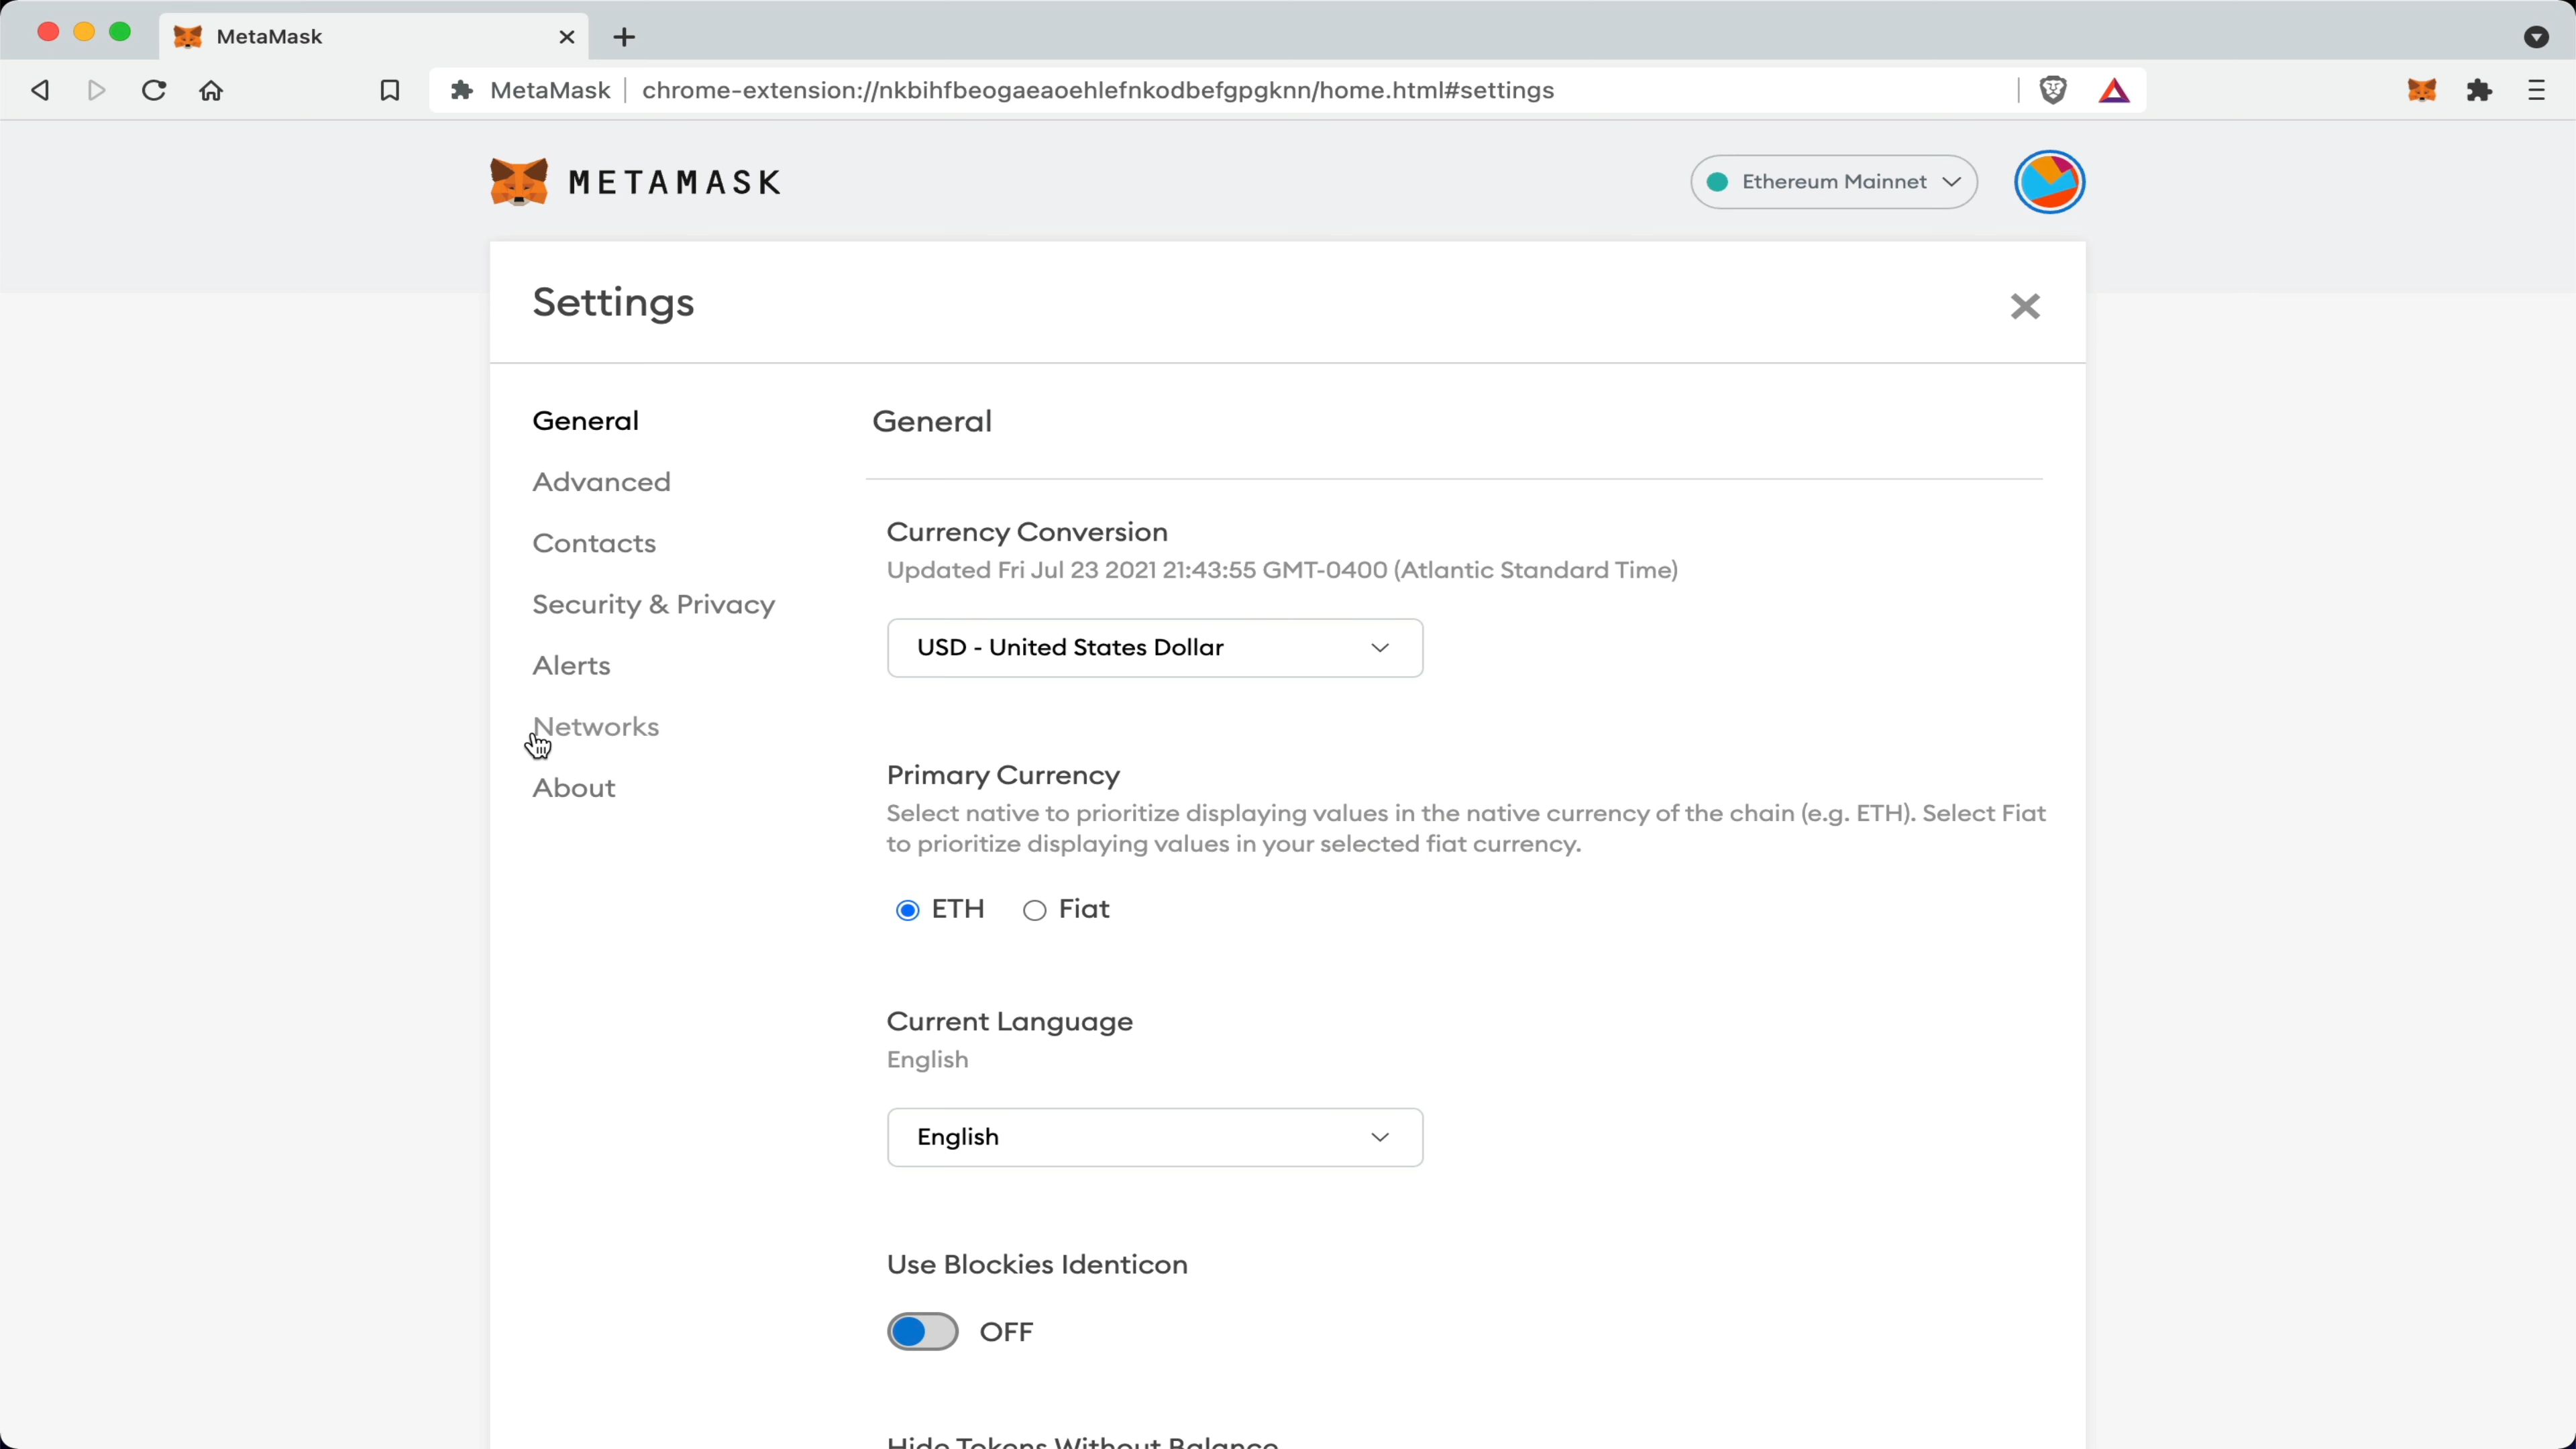 MetaMask
MetaMask chrome-extension://nkbihfbeogaeaoehlefnkodbefgpgknn/home.html#settings
METAMASK
Ethereum Mainnet
Settings
General
Advanced
Contacts
Security & Privacy
Alerts
Networks
About
General
Currency Conversion
Updated Fri Jul 23 2021 21:43:55 GMT-0400 (Atlantic Standard Time)
USD - United States Dollar
Primary Currency
Select native to prioritize displaying values in the native currency of the chain (e.g. ETH). Select Fiat
to prioritize displaying values in your selected fiat currency.
ETH Fiat
Current Language
English
English
Use Blockies Identicon
OFF
Hide Tokens Without Balance